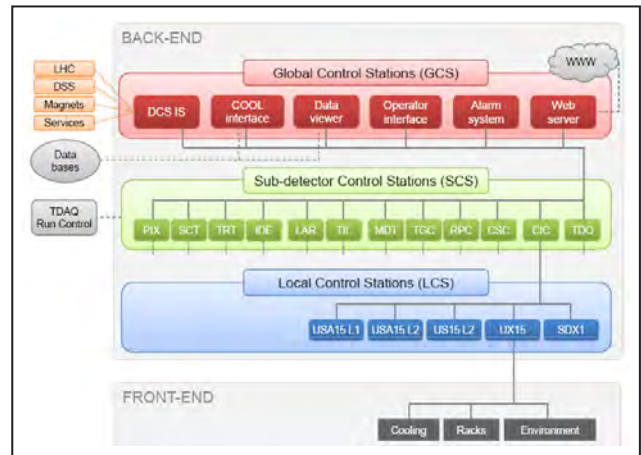 BACK-END
WWW
LHC
DSS
Magnets
Services
Global Control Stations (GCS)
DCS IS
COOL
interface
Data
viewer
Operator
interface
Alarm
system
Web
server
Data
bases
Sub-detector Control Stations (SCS)
TDAQ
Run Control
PIX
SCT
TRT
IDE
LAR
TIL
MDT
TGC
RPC
CSC
CIC
TDQ
Local Control Stations (LCS)
USA15 L1
USA15 L2
US15 L2
UX15
SDX1
FRONT-END
Cooling
Racks
Environment